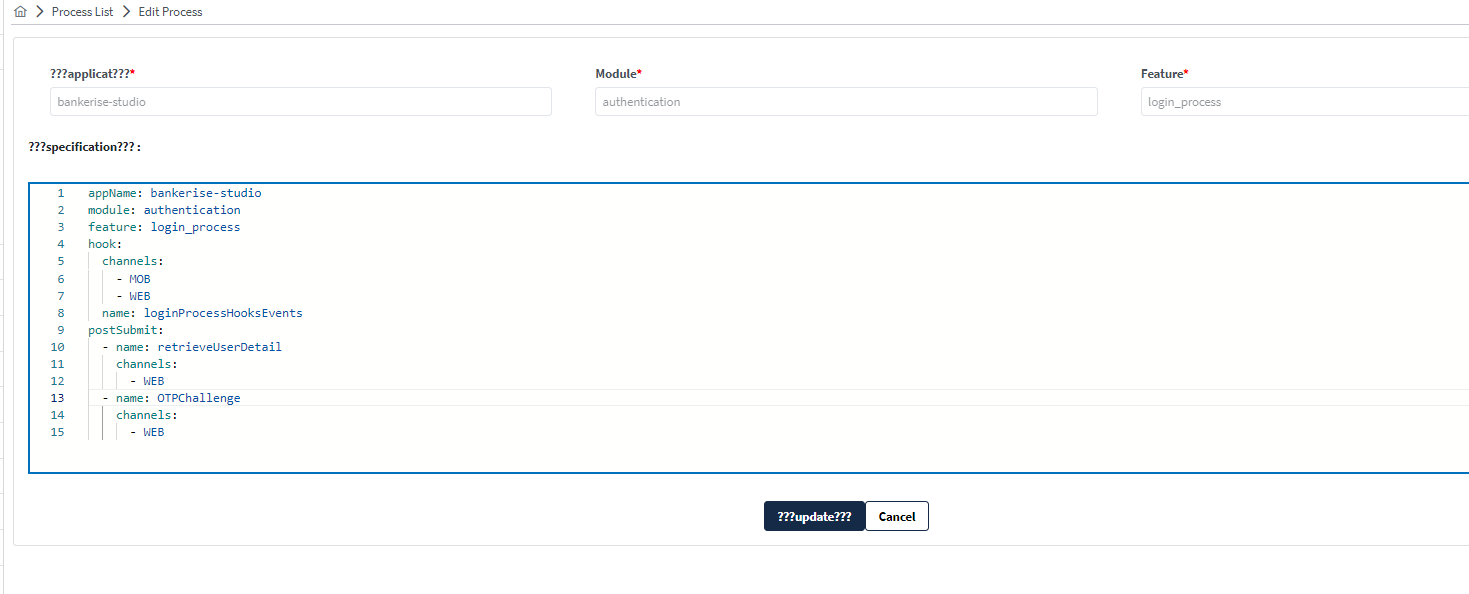 Process List > Edit Process
???applicat???* Module* Feature*
bankerise-studio authentication login_process
???specification??? :
1 appName: bankerise-studio
2 module: authentication
3 feature: login_process
4 hook:
5 channels:
6 - MOB
7 - WEB
8 name: loginProcessHooksEvents
9 postSubmit:
10 - name: retrieveUserDetail
11 channels:
12 - WEB
13 - name: OTPChallenge
14 channels:
15 - WEB
???update??? Cancel